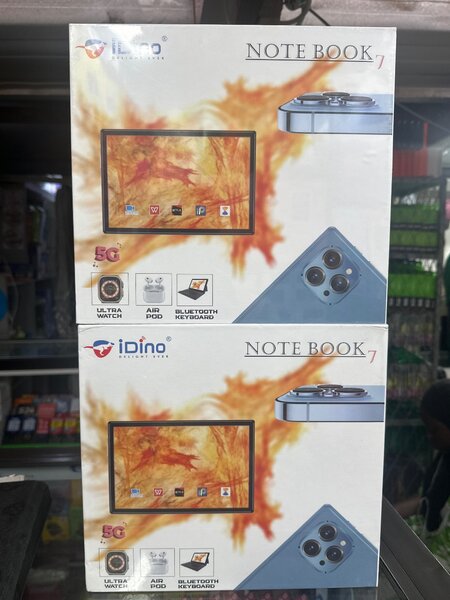 iDino®
DELIGHT EVER
NOTE BOOK 7
5G
ULTRA WATCH
AIR POD
BLUETOOTH KEYBOARD
iDino®
DELIGHT EVER
NOTE BOOK 7
5G
ULTRA WATCH
AIR POD
BLUETOOTH KEYBOARD